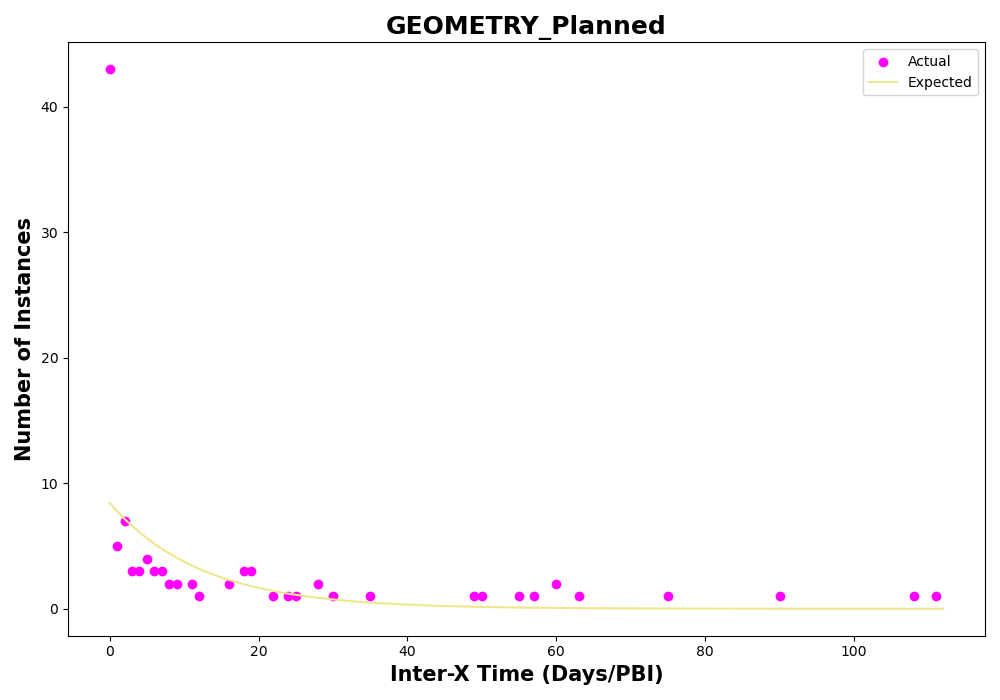 GEOMETRY_Planned
Actual
Expected
Number of Instances
40
30
20
10
0
0
20
40
60
80
100
Inter-X Time (Days/PBI)